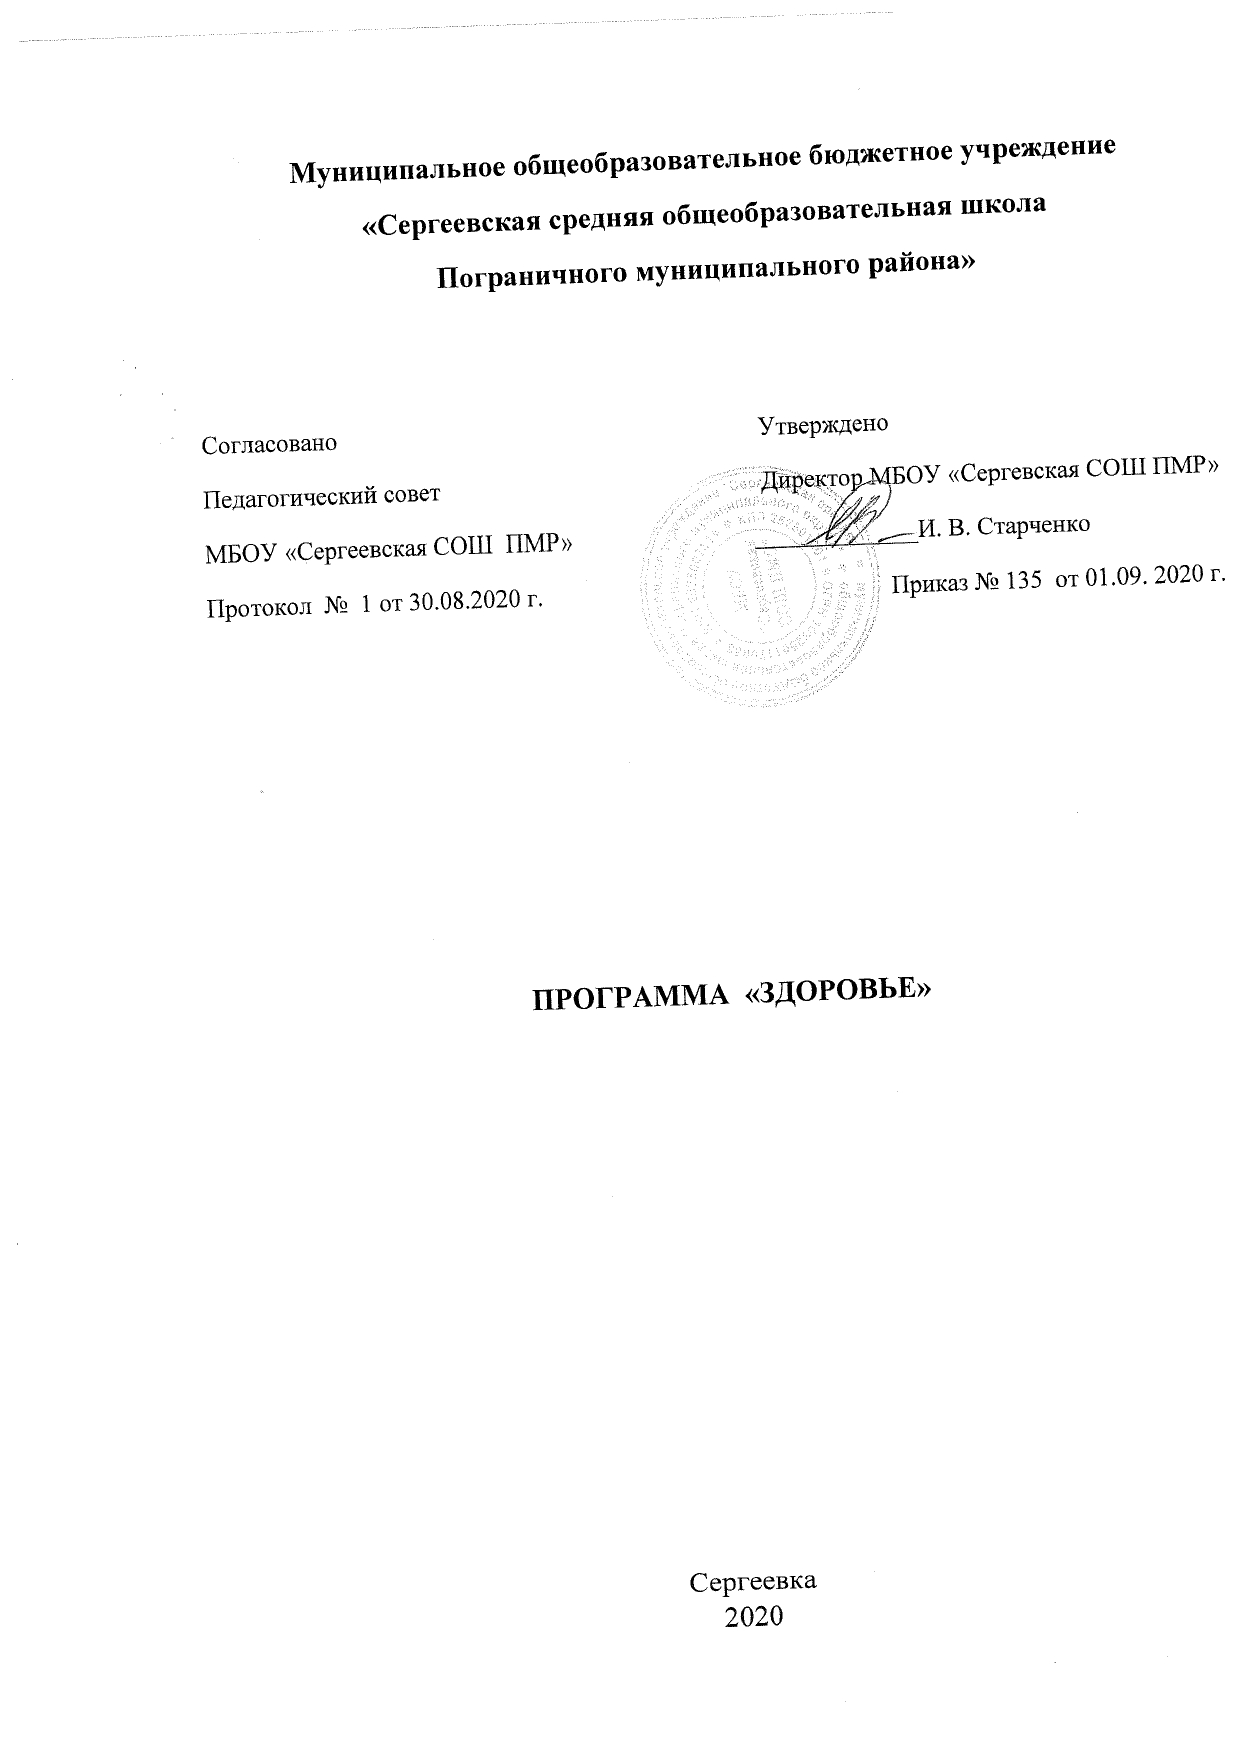 Муниципальное общеобразовательное бюджетное учреждение
«Сергеевская средняя общеобразовательная школа
Пограничного муниципального района»
Согласовано
Педагогический совет
МБОУ «Сергеевская СОШ ПМР»
Протокол № 1 от 30.08.2020 г.
Утверждено
Директор МБОУ «Сергевская СОШ ПМР»
И. В. Старченко
Приказ № 135 от 01.09. 2020 г.
ПРОГРАММА «ЗДОРОВЬЕ»
Сергеевка
2020